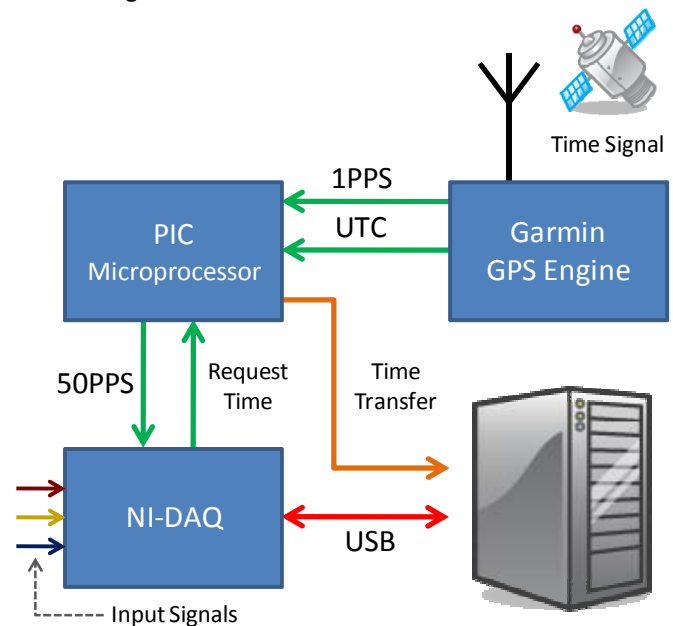 Time Signal
1PPS
UTC
PIC
Microprocessor
Garmin
GPS Engine
50PPS
Request
Time
Time
Transfer
NI-DAQ
USB
Input Signals